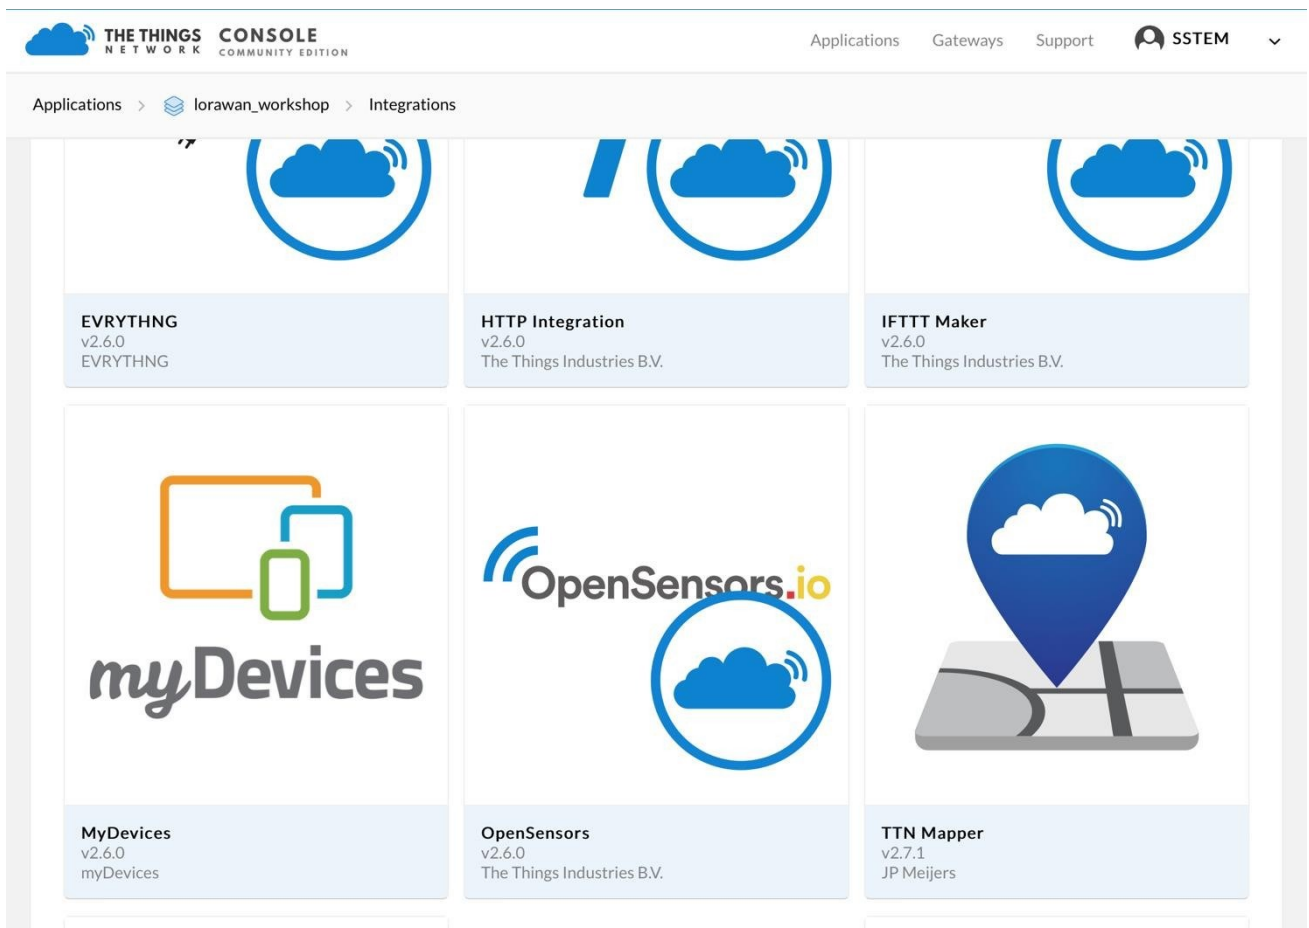 THE THINGS
NETWORK
CONSOLE
COMMUNITY EDITION
Applications
Gateways
Support
SSTEM
Applications > lorawan_workshop > Integrations
EVRYTHNG
v2.6.0
EVRYTHNG
HTTP Integration
v2.6.0
The Things Industries B.V.
IFTTT Maker
v2.6.0
The Things Industries B.V.
myDevices
OpenSensors.io
MyDevices
v2.6.0
myDevices
OpenSensors
v2.6.0
The Things Industries B.V.
TTN Mapper
v2.7.1
JP Meijers